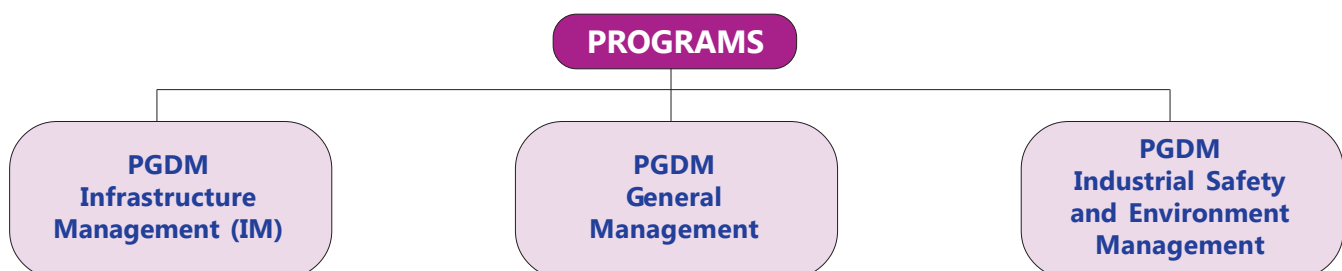 PROGRAMS
PGDM
Infrastructure
Management (IM)
PGDM
General
Management
PGDM
Industrial Safety
and Environment
Management